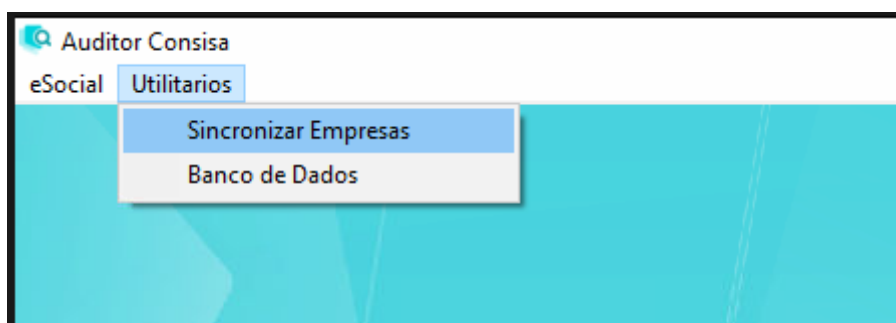 Auditor Consisa
eSocial Utilitarios
Sincronizar Empresas
Banco de Dados